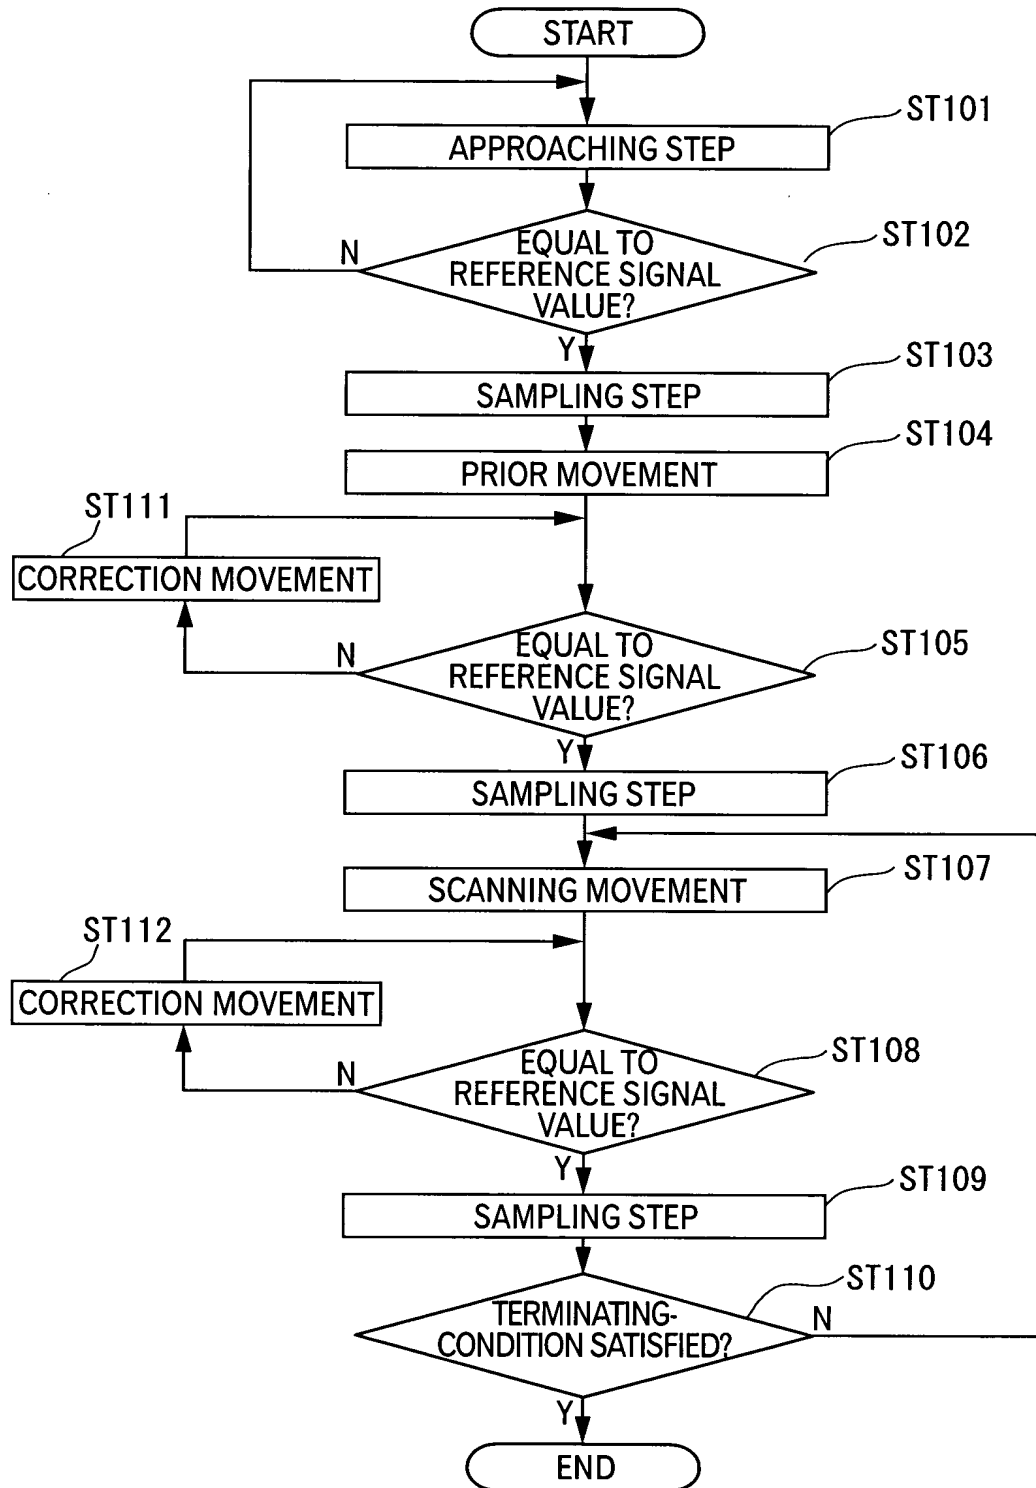 START
ST101
APPROACHING STEP
ST102
N
EQUAL TO
REFERENCE SIGNAL
VALUE?
Y
ST103
SAMPLING STEP
ST104
PRIOR MOVEMENT
ST111
CORRECTION MOVEMENT
ST105
N
EQUAL TO
REFERENCE SIGNAL
VALUE?
Y
ST106
SAMPLING STEP
ST107
SCANNING MOVEMENT
ST112
CORRECTION MOVEMENT
ST108
N
EQUAL TO
REFERENCE SIGNAL
VALUE?
Y
ST109
SAMPLING STEP
ST110
TERMINATING-
CONDITION SATISFIED?
N
Y
END